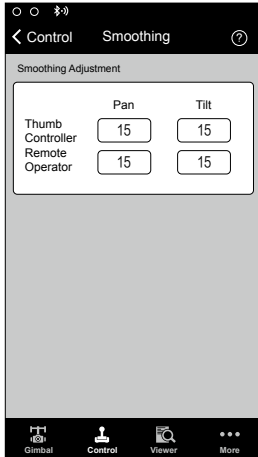 Control Smoothing ?
Smoothing Adjustment
Pan Tilt
Thumb
Controller 15 15
Remote
Operator 15 15
Gimbal Control Viewer More